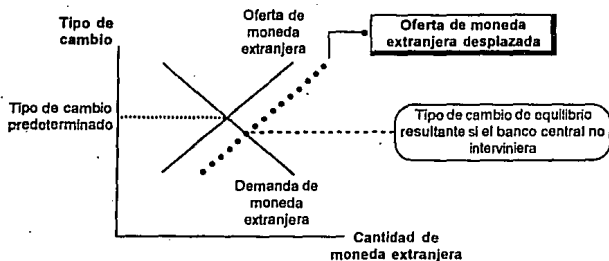 Tipo de
cambio
Oferta de
moneda
extranjera
Oferta de moneda
extranjera desplazada
Tipo de cambio
predeterminado
Tipo de cambio de equilibrio
resultante si el banco central no
interviniera
Demanda de
moneda
extranjera
Cantidad de
moneda extranjera